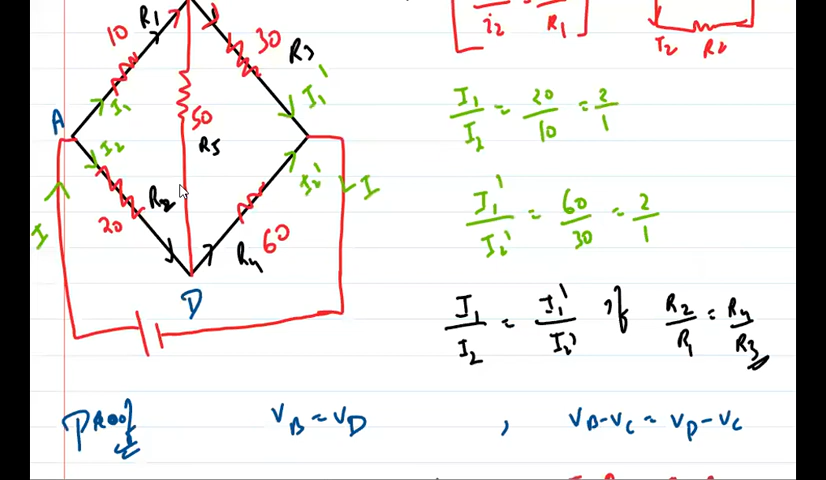 R1
10
30
R3
I1
I1'
A
50
R5
I2
R2
20
I2'
I
I
R4
60
D
i2
R1
I2
R2
I1/I2 = 20/10 = 2/1
I1'/I2' = 60/30 = 2/1
I1/I2 = I1'/I2' if R2/R1 = R4/R3
Proof
VB = VD , VB-VC = VD-VC